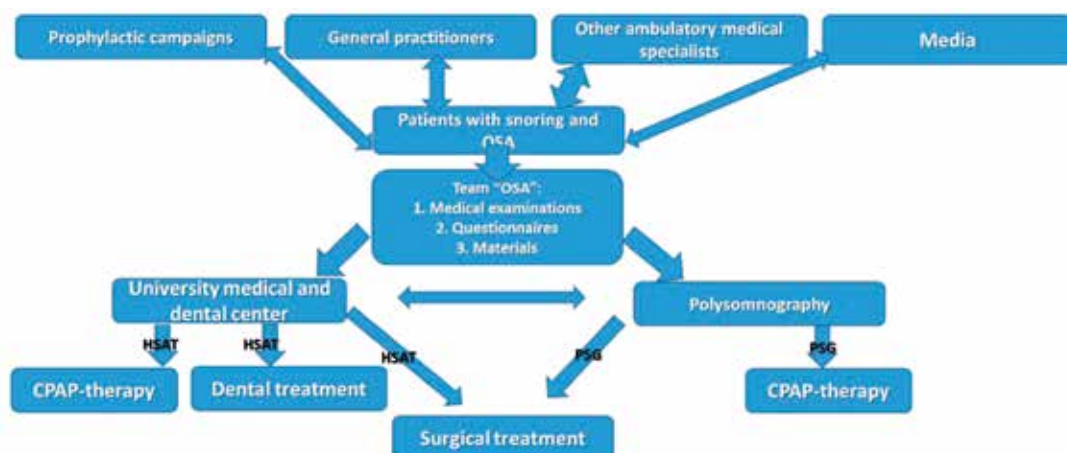 Prophylactic campaigns
General practitioners
Other ambulatory medical
specialists
Media
Patients with snoring and
OSA
Team "OSA":
1. Medical examinations
2. Questionnaires
3. Materials
University medical and
dental center
Polysomnography
HSAT
HSAT
HSAT
PSG
PSG
CPAP-therapy
Dental treatment
CPAP-therapy
Surgical treatment